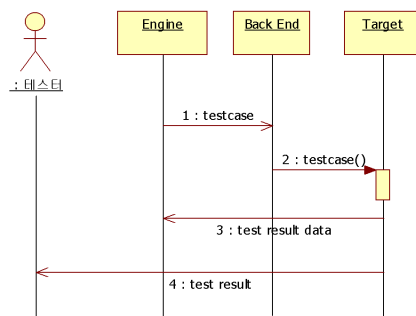 Engine
Back End
Target
: 테스터
1 : testcase
2 : testcase()
3 : test result data
4 : test result